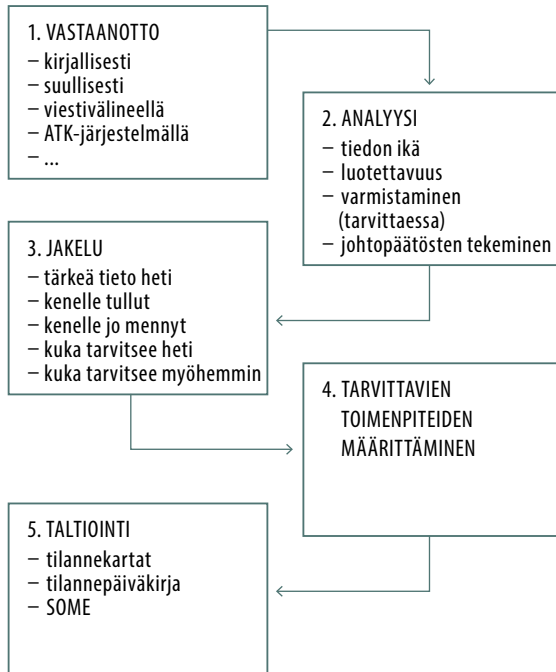 1. VASTAANOTTO
– kirjallisesti
– suullisesti
– viestivälineellä
– ATK-järjestelmällä
– ...
2. ANALYYSI
– tiedon ikä
– luotettavuus
– varmistaminen
(tarvittaessa)
– johtopäätösten tekeminen
3. JAKELU
– tärkeä tieto heti
– kenelle tullut
– kenelle jo mennyt
– kuka tarvitsee heti
– kuka tarvitsee myöhemmin
4. TARVITTAVIEN
TOIMENPITEIDEN
MÄÄRITTÄMINEN
5. TALTIOINTI
– tilannekartat
– tilannepäiväkirja
– SOME